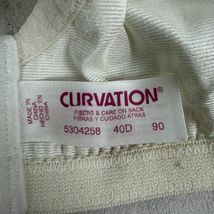 MADE IN
CHINA
HECHO EN
CHINA
CURVATION®
FIBERS & CARE ON BACK
FIBRAS Y CUIDADO ATRAS
5304258 40D 90